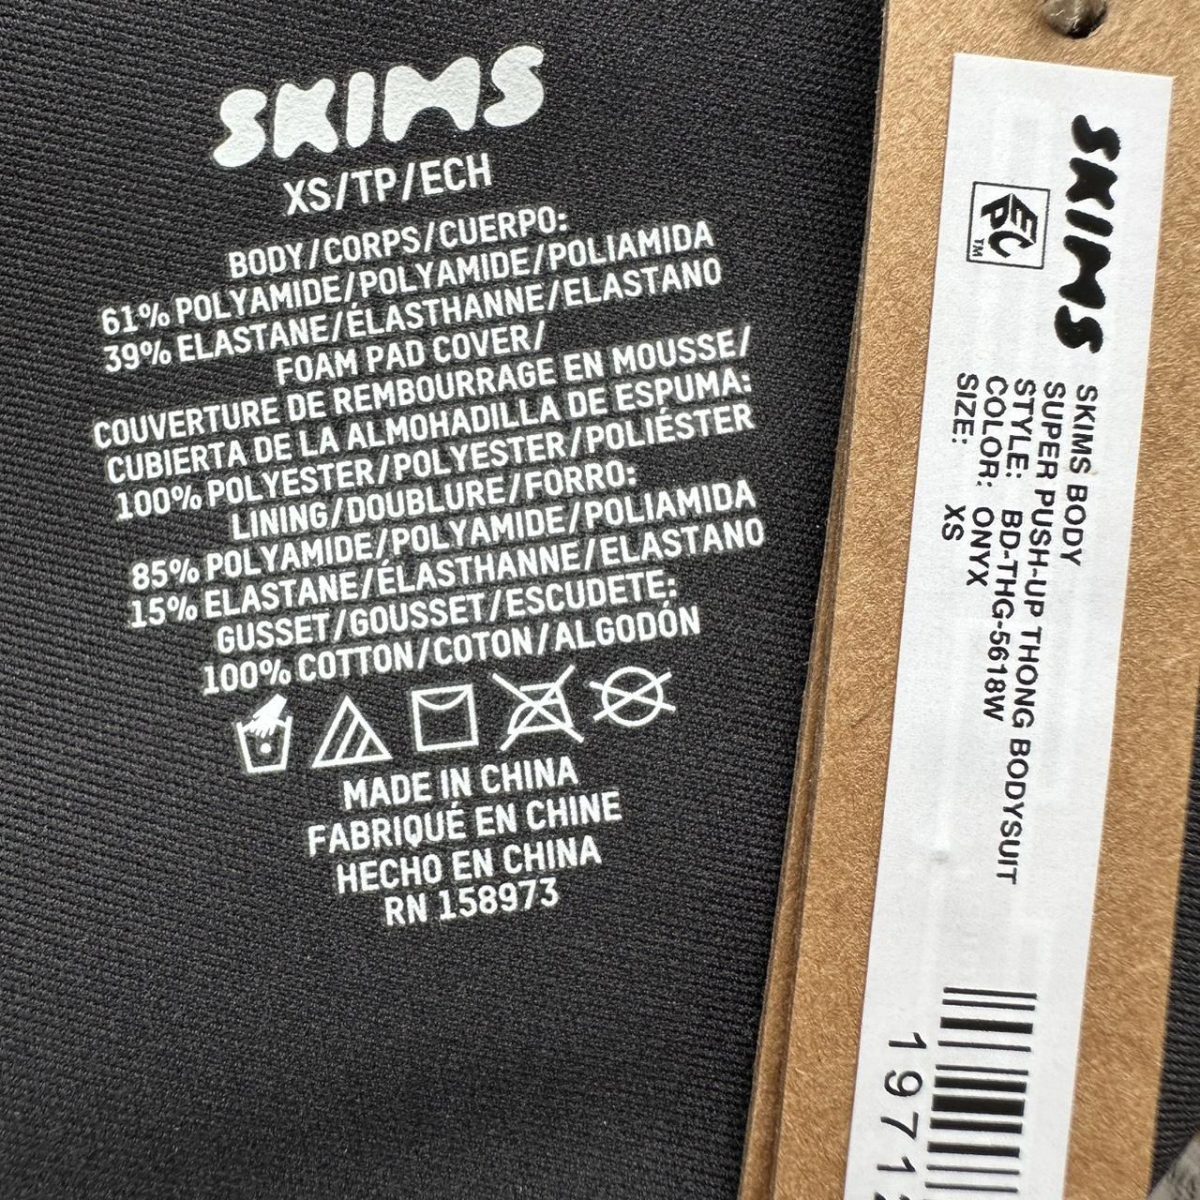 SKIMS
XS/TP/ECH
BODY/CORPS/CUERPO:
61% POLYAMIDE/POLYAMIDE/POLIAMIDA
39% ELASTANE/ÉLASTHANNE/ELASTANO
FOAM PAD COVER/
COUVERTURE DE REMBOURRAGE EN MOUSSE/
CUBIERTA DE LA ALMOHADILLA DE ESPUMA:
100% POLYESTER/POLYESTER/POLIÉSTER
LINING/DOUBLURE/FORRO:
85% POLYAMIDE/POLYAMIDE/POLIAMIDA
15% ELASTANE/ÉLASTHANNE/ELASTANO
GUSSET/GOUSSET/ESCUDETE:
100% COTTON/COTON/ALGODÓN
MADE IN CHINA
FABRIQUÉ EN CHINE
HECHO EN CHINA
RN 158973
SKIMS
EPC™
SKIMS BODY
SUPER PUSH-UP THONG BODYSUIT
STYLE: BD-THG-5618W
COLOR: ONYX
SIZE: XS
1971